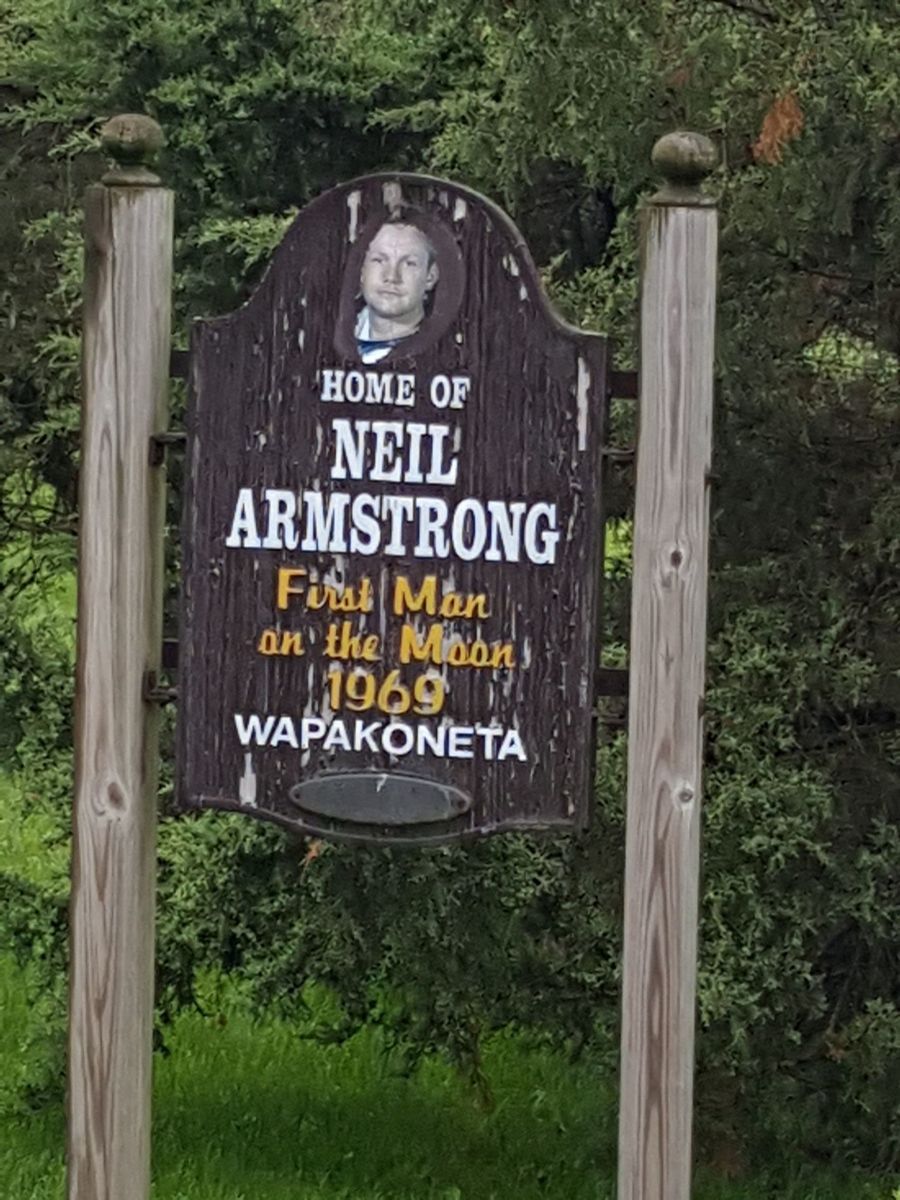 HOME OF
NEIL
ARMSTRONG
First Man
on the Moon
1969
WAPAKONETA